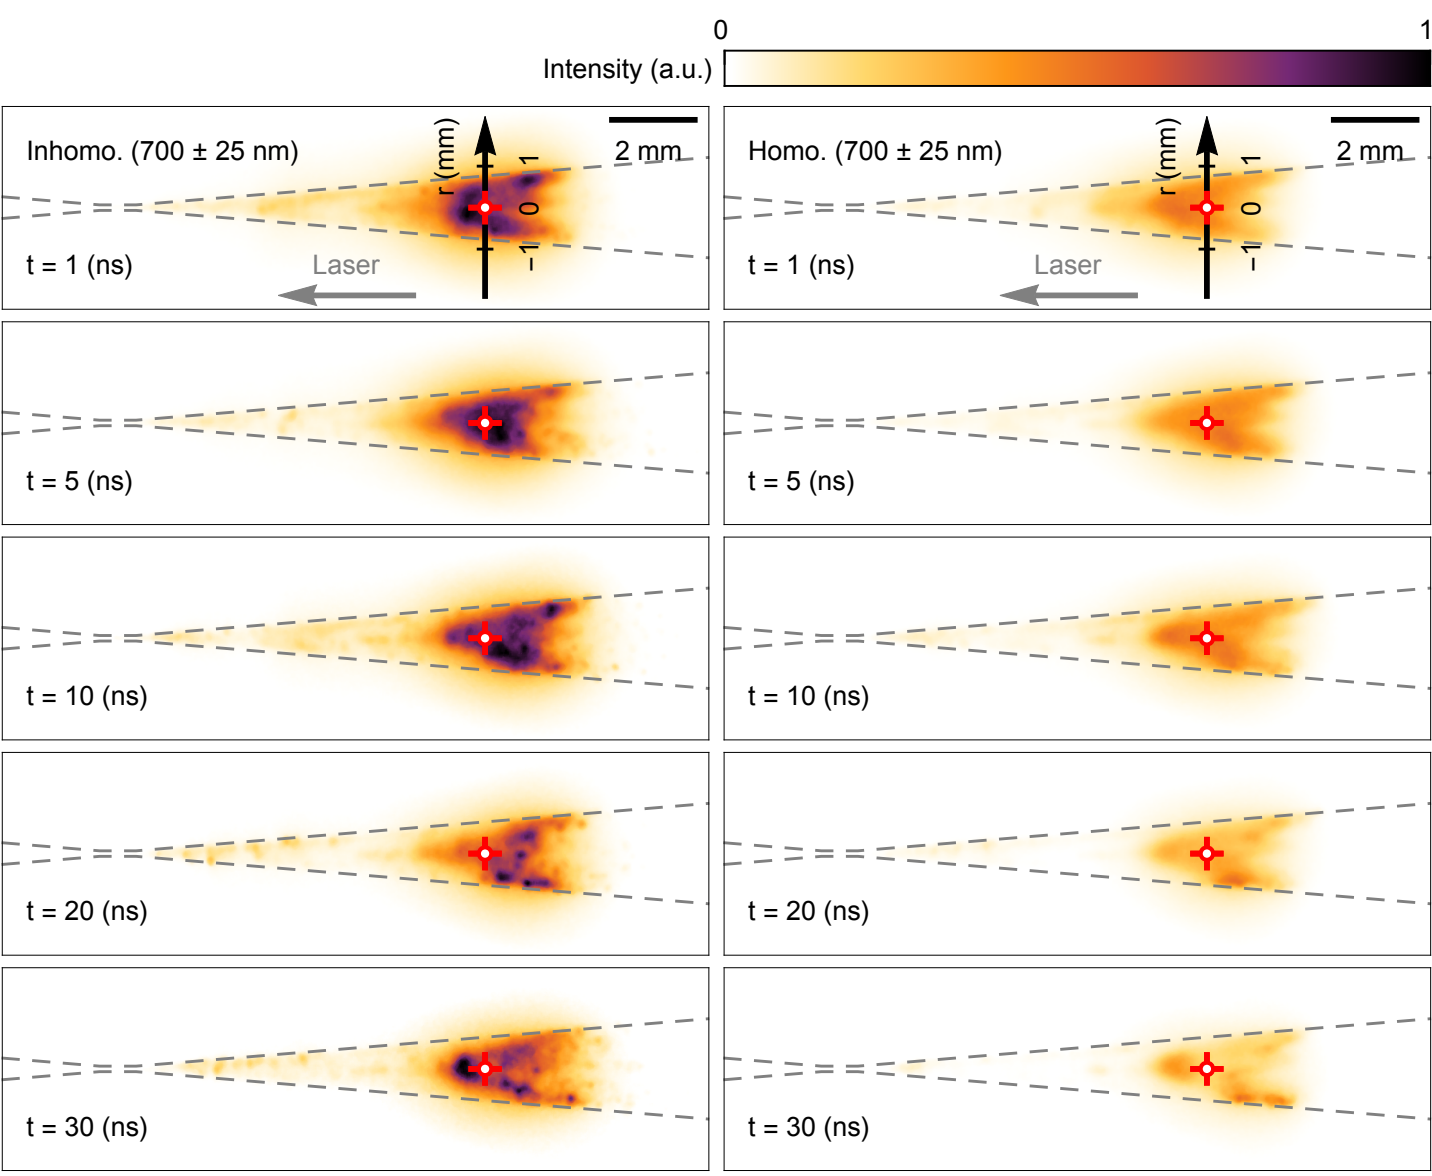 0 1
Intensity (a.u.)
Inhomo. (700 ± 25 nm)
r (mm)
1
0
−1
2 mm
t = 1 (ns)
Laser
Homo. (700 ± 25 nm)
r (mm)
1
0
−1
2 mm
t = 1 (ns)
Laser
t = 5 (ns)
t = 5 (ns)
t = 10 (ns)
t = 10 (ns)
t = 20 (ns)
t = 20 (ns)
t = 30 (ns)
t = 30 (ns)